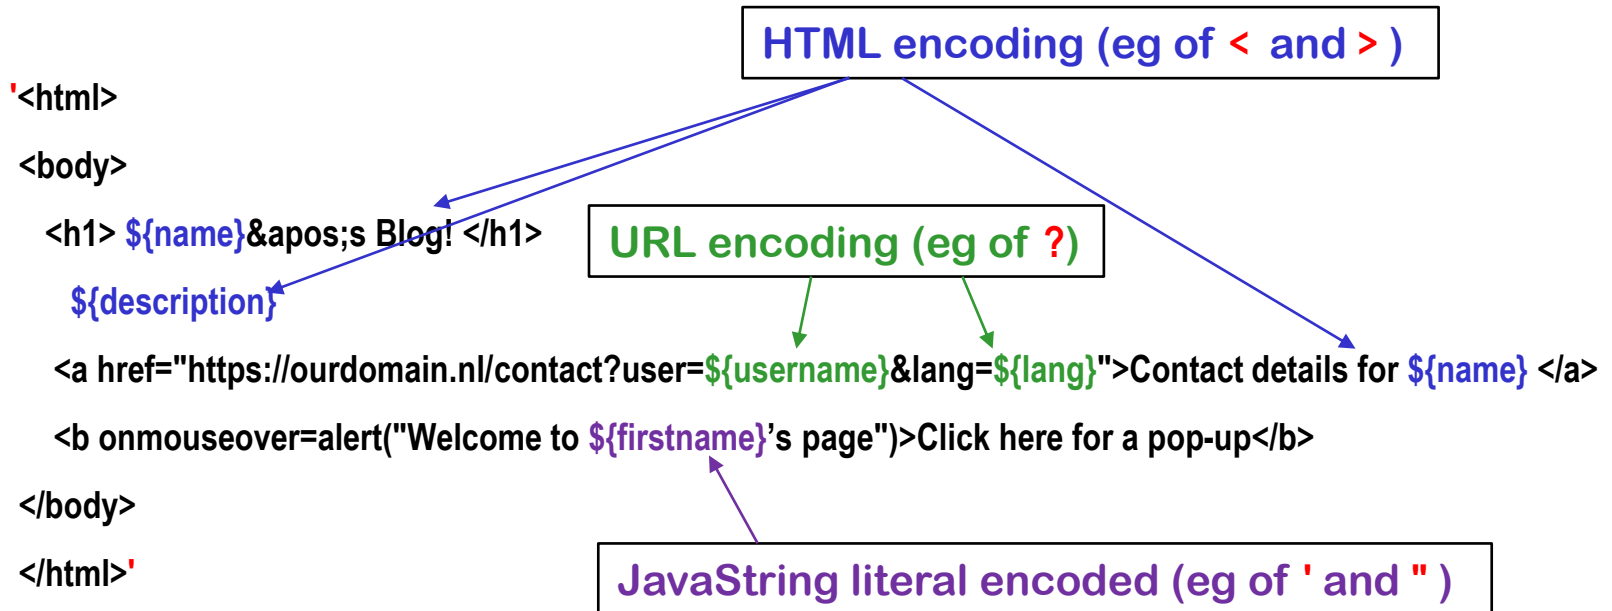 HTML encoding (eg of < and > )
'<html>
<body>
<h1> ${name}&apos;s Blog! </h1>
URL encoding (eg of ?)
${description}
<a href="https://ourdomain.nl/contact?user=${username}&lang=${lang}">Contact details for ${name} </a>
<b onmouseover=alert("Welcome to ${firstname}’s page")>Click here for a pop-up</b>
</body>
</html>'
JavaString literal encoded (eg of ' and " )